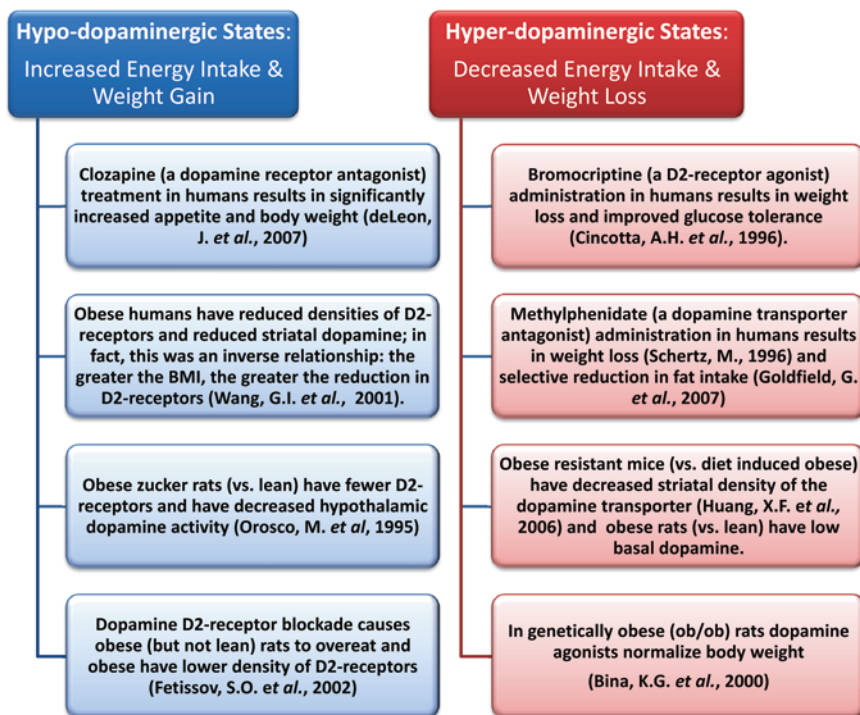 Hypo-dopaminergic States:
Increased Energy Intake &
Weight Gain
Clozapine (a dopamine receptor antagonist)
treatment in humans results in significantly
increased appetite and body weight (deLeon,
J. et al., 2007)
Obese humans have reduced densities of D2-
receptors and reduced striatal dopamine; in
fact, this was an inverse relationship: the
greater the BMI, the greater the reduction in
D2-receptors (Wang, G.I. et al., 2001).
Obese zucker rats (vs. lean) have fewer D2-
receptors and have decreased hypothalamic
dopamine activity (Orosco, M. et al, 1995)
Dopamine D2-receptor blockade causes
obese (but not lean) rats to overeat and
obese have lower density of D2-receptors
(Fetissov, S.O. et al., 2002)
Hyper-dopaminergic States:
Decreased Energy Intake &
Weight Loss
Bromocriptine (a D2-receptor agonist)
administration in humans results in weight
loss and improved glucose tolerance
(Cincotta, A.H. et al., 1996).
Methylphenidate (a dopamine transporter
antagonist) administration in humans results
in weight loss (Schertz, M., 1996) and
selective reduction in fat intake (Goldfield, G.
et al., 2007)
Obese resistant mice (vs. diet induced obese)
have decreased striatal density of the
dopamine transporter (Huang, X.F. et al.,
2006) and obese rats (vs. lean) have low
basal dopamine.
In genetically obese (ob/ob) rats dopamine
agonists normalize body weight
(Bina, K.G. et al., 2000)